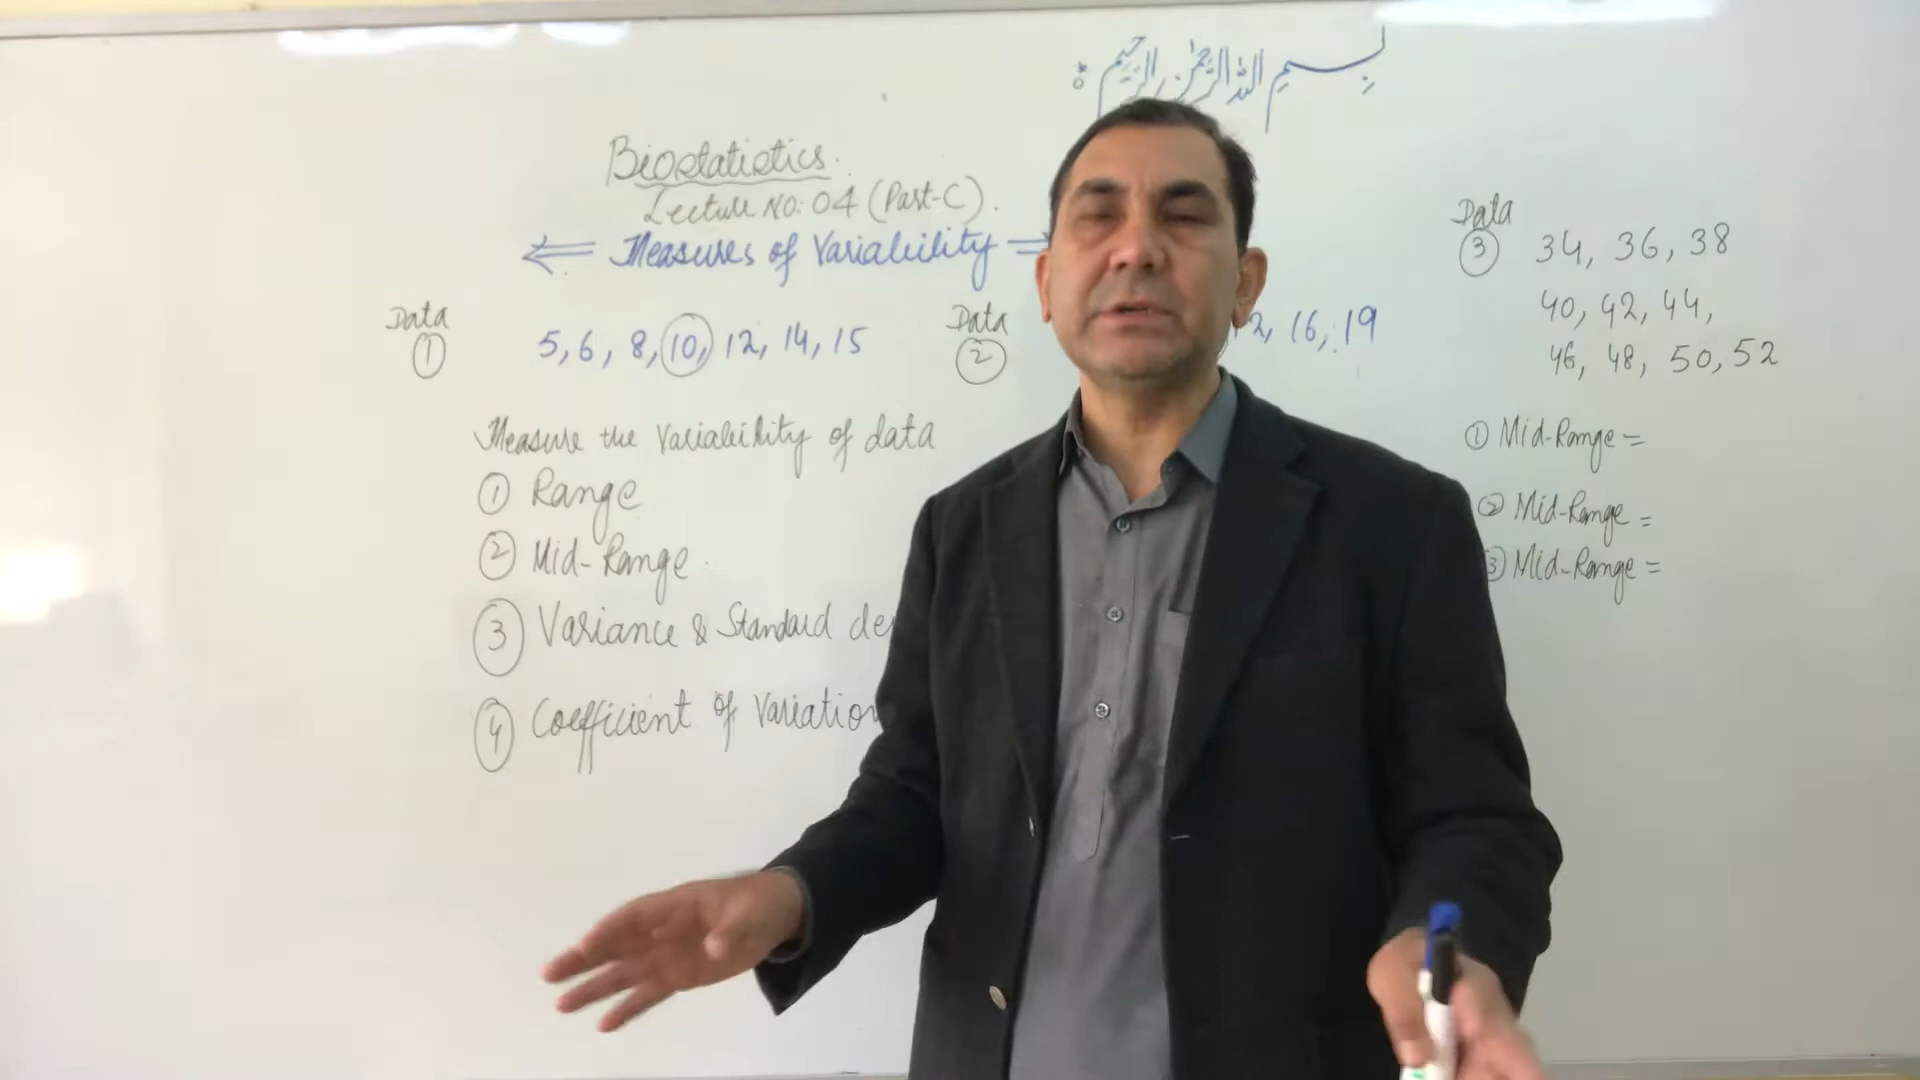 بسم الله الرحمن الرحيم
Biostatistics.
Lecture NO: 04 (Part-C).
Measures of Variability
Data
① 5, 6, 8, 10, 12, 14, 15
Data
② 2, 16, 19
Measure the Variability of data
① Range
② Mid-Range.
③ Variance & Standard de
④ Coefficient of Variation
Data
③ 34, 36, 38
40, 42, 44,
46, 48, 50, 52
① Mid-Range =
② Mid-Range =
③ Mid-Range =